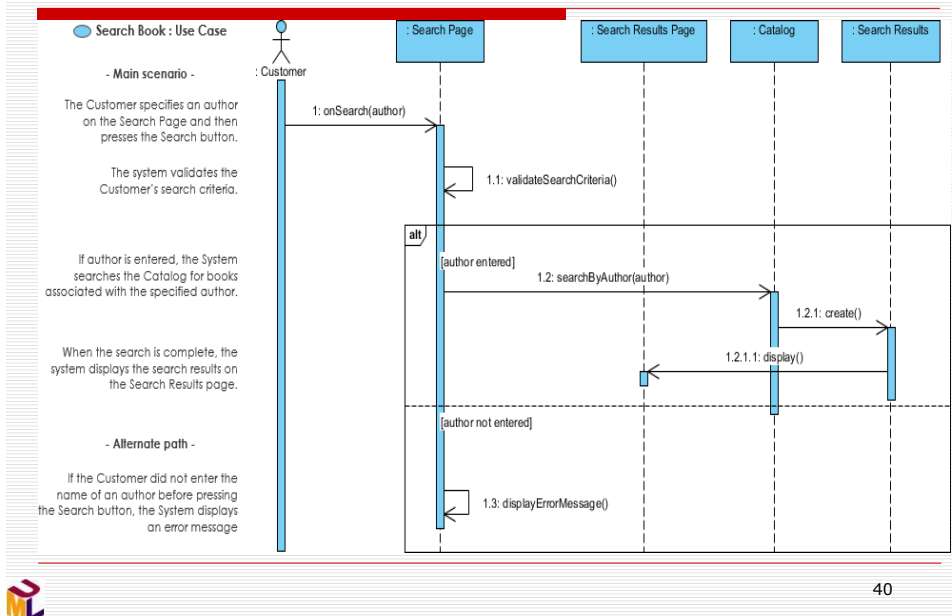 Search Book : Use Case
: Customer
: Search Page
: Search Results Page
: Catalog
: Search Results
- Main scenario -
The Customer specifies an author
on the Search Page and then
presses the Search button.
1: onSearch(author)
The system validates the
Customer's search criteria.
1.1: validateSearchCriteria()
alt
[author entered]
If author is entered, the System
searches the Catalog for books
associated with the specified author.
1.2: searchByAuthor(author)
1.2.1: create()
When the search is complete, the
system displays the search results on
the Search Results page.
1.2.1.1: display()
[author not entered]
- Alternate path -
If the Customer did not enter the
name of an author before pressing
the Search button, the System displays
an error message
1.3: displayErrorMessage()
UML
40